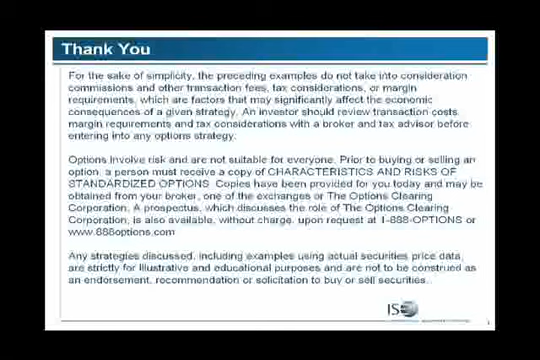 Thank You
For the sake of simplicity, the preceding examples do not take into consideration
commissions and other transaction fees, tax considerations, or margin
requirements, which are factors that may significantly affect the economic
consequences of a given strategy. An investor should review transaction costs,
margin requirements and tax considerations with a broker and tax advisor before
entering into any options strategy.
Options involve risk and are not suitable for everyone. Prior to buying or selling an
option, a person must receive a copy of CHARACTERISTICS AND RISKS OF
STANDARDIZED OPTIONS. Copies have been provided for you today and may be
obtained from your broker, one of the exchanges or The Options Clearing
Corporation. A prospectus, which discusses the role of The Options Clearing
Corporation, is also available, without charge, upon request at 1-888-OPTIONS or
www.888options.com
Any strategies discussed, including examples using actual securities price data,
are strictly for illustrative and educational purposes and are not to be construed as
an endorsement, recommendation or solicitation to buy or sell securities.
ISE